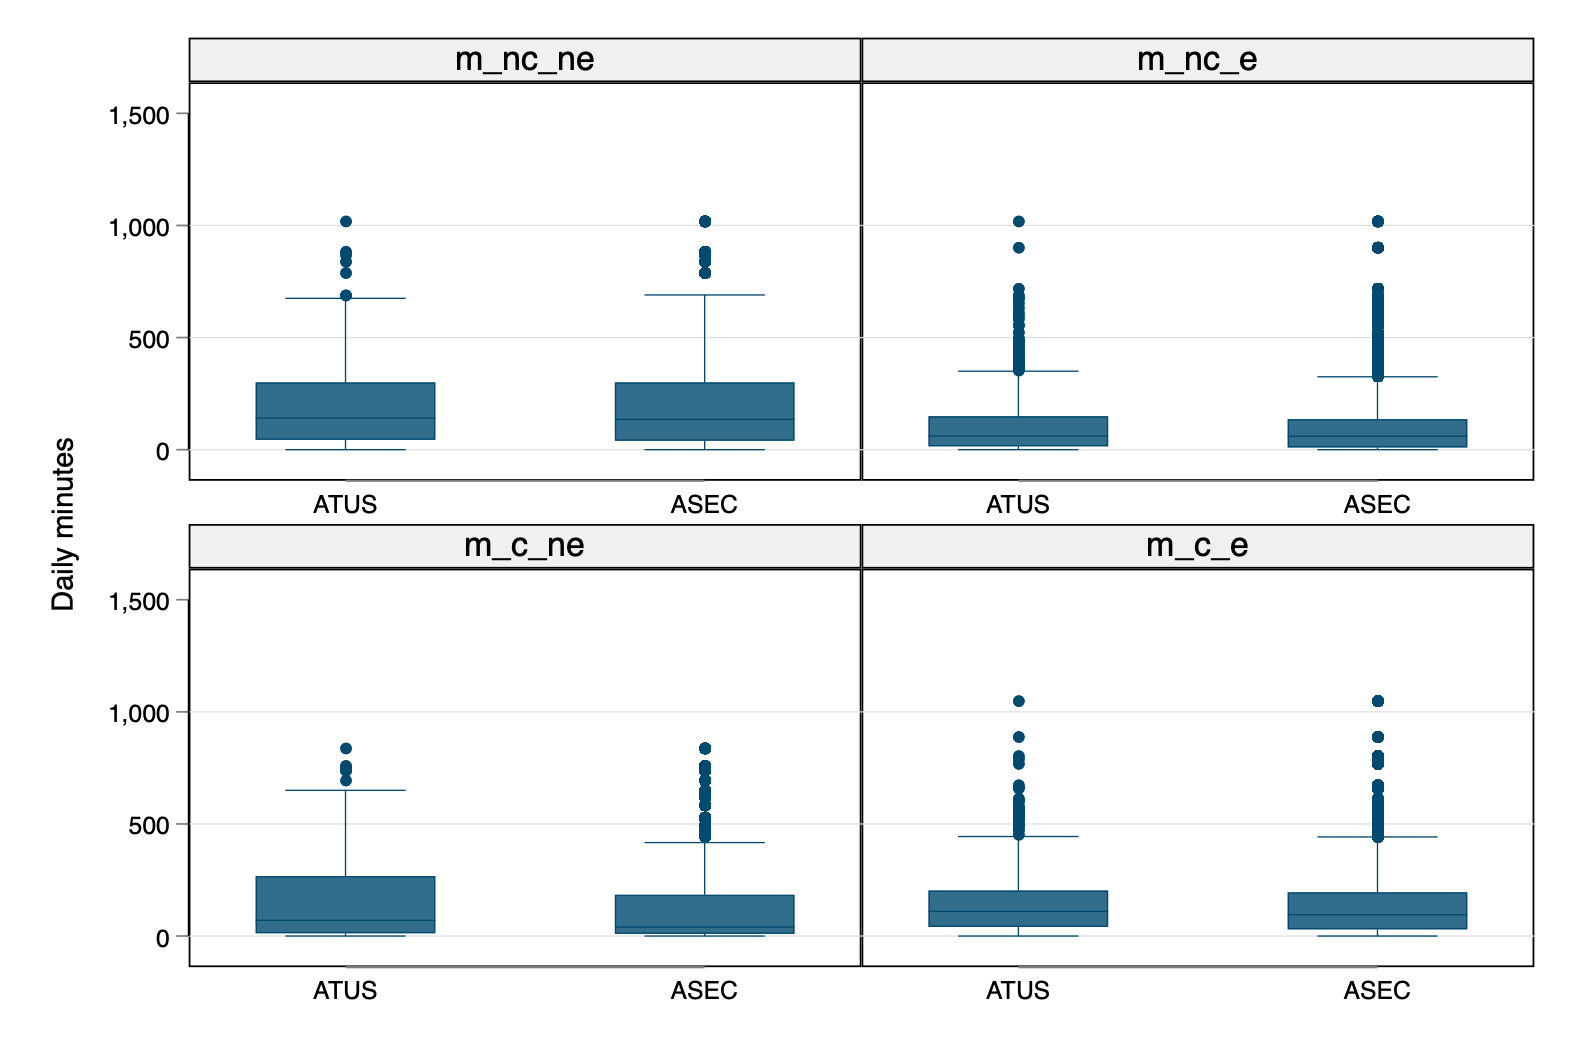 m_nc_ne
m_nc_e
1,500
1,000
500
0
ATUS
ASEC
ATUS
ASEC
Daily minutes
m_c_ne
m_c_e
1,500
1,000
500
0
ATUS
ASEC
ATUS
ASEC